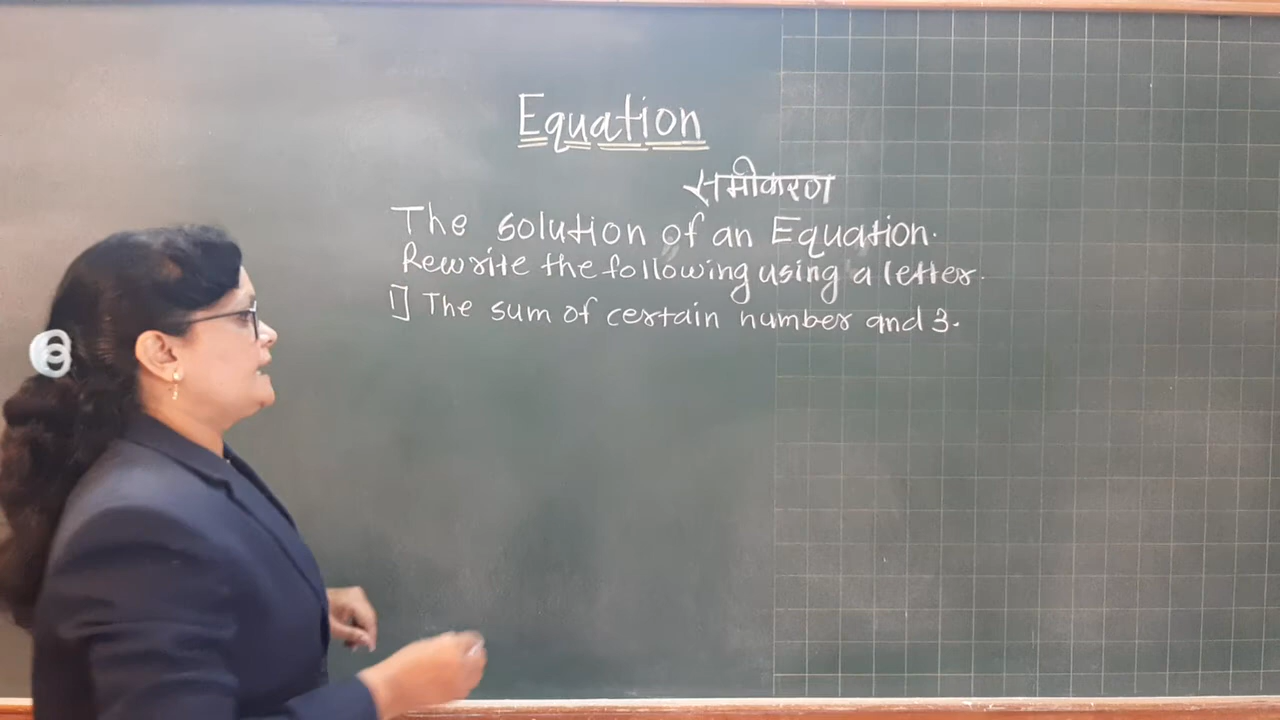 Equation
समीकरण
The solution of an Equation.
Rewrite the following using a letter.
1] The sum of certain number and 3.